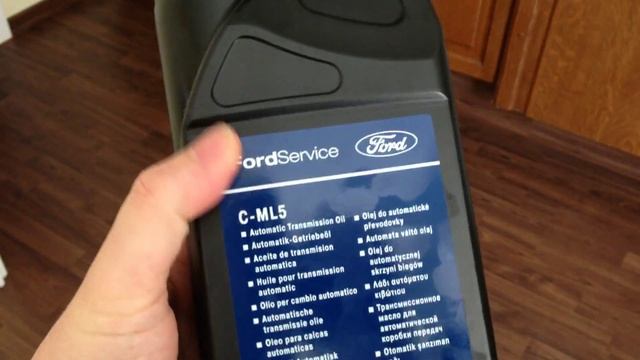 FordService
Ford
C-ML5
Automatic Transmission Oil
Automatik-Getriebeöl
Aceite de transmision
automatica
Huile pour transmission
automatic
Olio per cambio automatico
Automatische
transmissie olie
Oleo para calcas
automaticas
Olej do automatické
převodovky
Automata váltó olaj
Olej do
automatycznej
skrzyni biegów
Λάδι αυτόματου
κιβωτίου
Трансмиссионное
масло для
автоматической
коробки передач
Otomatik şanzıman